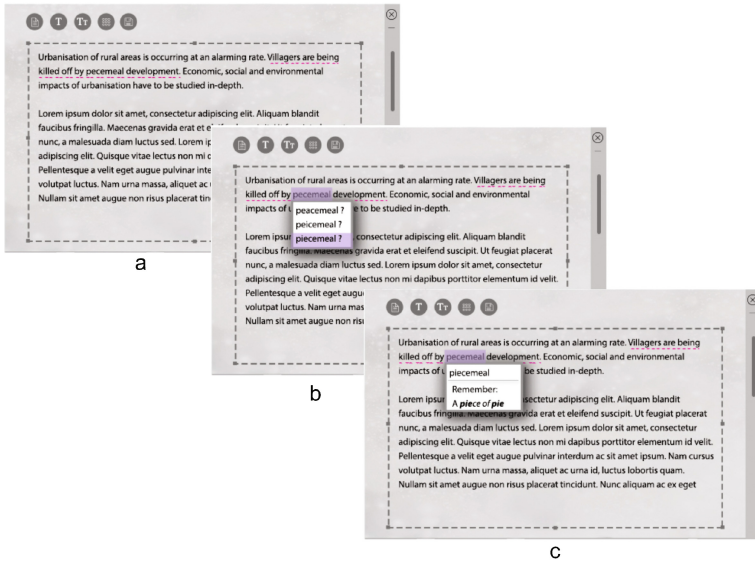 T
Tт
Urbanisation of rural areas is occurring at an alarming rate. Villagers are being
killed off by pecemeal development. Economic, social and environmental
impacts of urbanisation have to be studied in-depth.
Lorem ipsum dolor sit amet, consectetur adipiscing elit. Aliquam blandit
faucibus fringilla. Maecenas gravida erat et
nunc, a malesuada diam luctus sed. Lorem
adipiscing elit. Quisque vitae lectus non mi
Pellentesque a velit eget augue pulvinar
volutpat luctus. Nam urna massa, aliquet ac
Nullam sit amet augue non risus placerat
a
T
Tт
Urbanisation of rural areas is occurring at an alarming rate. Villagers are being
killed off by pecemeal development. Economic, social and environmental
impacts of to be studied in-depth.
peacemeal ?
peicemeal ?
piecemeal ?
Lorem consectetur adipiscing elit. Aliquam blandit
faucibus fringilla. Maecenas gravida erat et eleifend suscipit. Ut feugiat placerat
nunc, a malesuada diam luctus sed. Lorem ipsum dolor sit amet, consectetur
adipiscing elit. Quisque vitae lectus non mi dapibus porttitor elementum id velit.
Pellentesque a velit eget
volutpat luctus. Nam urna
Nullam sit amet augue non
b
T
Tт
Urbanisation of rural areas is occurring at an alarming rate. Villagers are being
killed off by pecemeal development. Economic, social and environmental
impacts of be studied in-depth.
piecemeal
Remember:
A piece of pie
Lorem adipiscing elit. Aliquam blandit
faucibus fringilla. Maecenas gravida erat et eleifend suscipit. Ut feugiat placerat
nunc, a malesuada diam luctus sed. Lorem ipsum dolor sit amet, consectetur
adipiscing elit. Quisque vitae lectus non mi dapibus porttitor elementum id velit.
Pellentesque a velit eget augue pulvinar interdum ac sit amet ipsum. Nam cursus
volutpat luctus. Nam urna massa, aliquet ac urna id, luctus lobortis quam.
Nullam sit amet augue non risus placerat tincidunt. Nunc aliquam ac ex eget
c